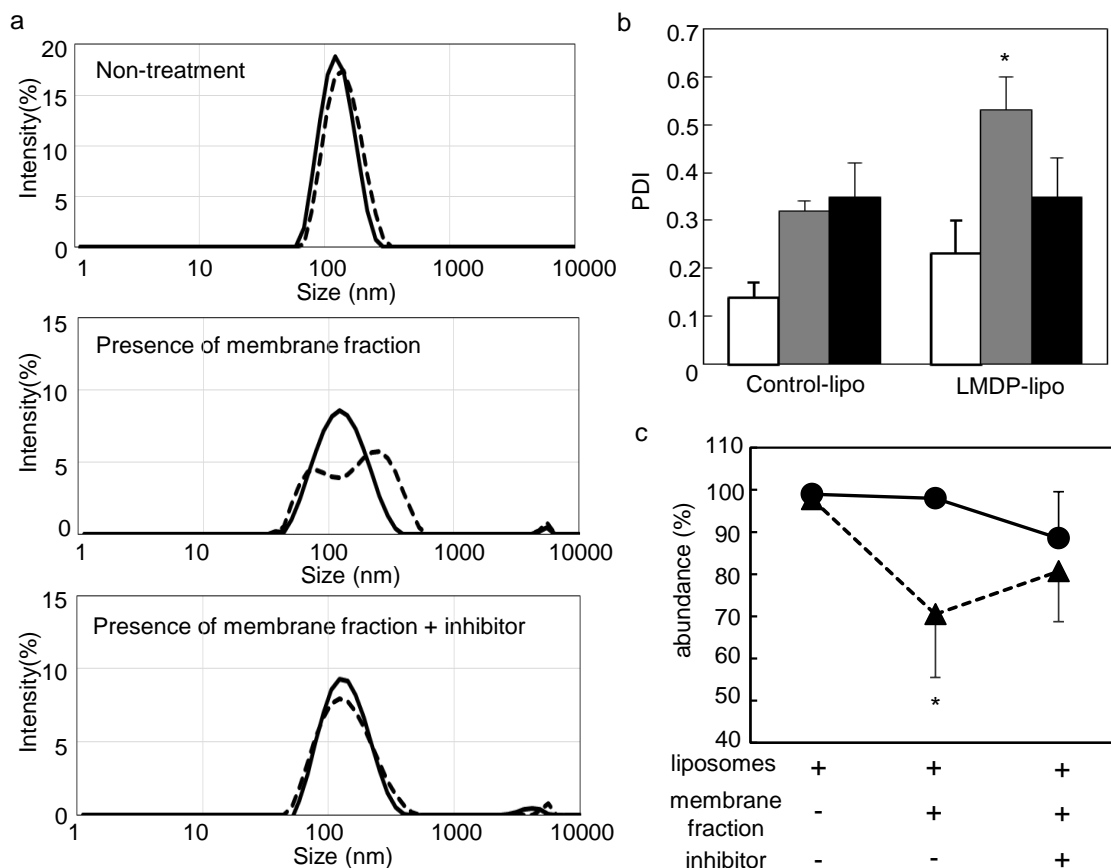 a
Non-treatment
Intensity(%)
20
15
10
5
0
1 10 100 1000 10000
Size (nm)
Presence of membrane fraction
Intensity(%)
15
10
5
0
1 10 100 1000 10000
Size (nm)
Presence of membrane fraction + inhibitor
Intensity(%)
15
10
5
0
1 10 100 1000 10000
Size (nm)
b
PDI
0.7
0.6
0.5
0.4
0.3
0.2
0.1
0
*
Control-lipo LMDP-lipo
c
abundance (%)
110
100
90
80
70
60
50
40
*
liposomes + + +
membrane
fraction - + +
inhibitor - - +